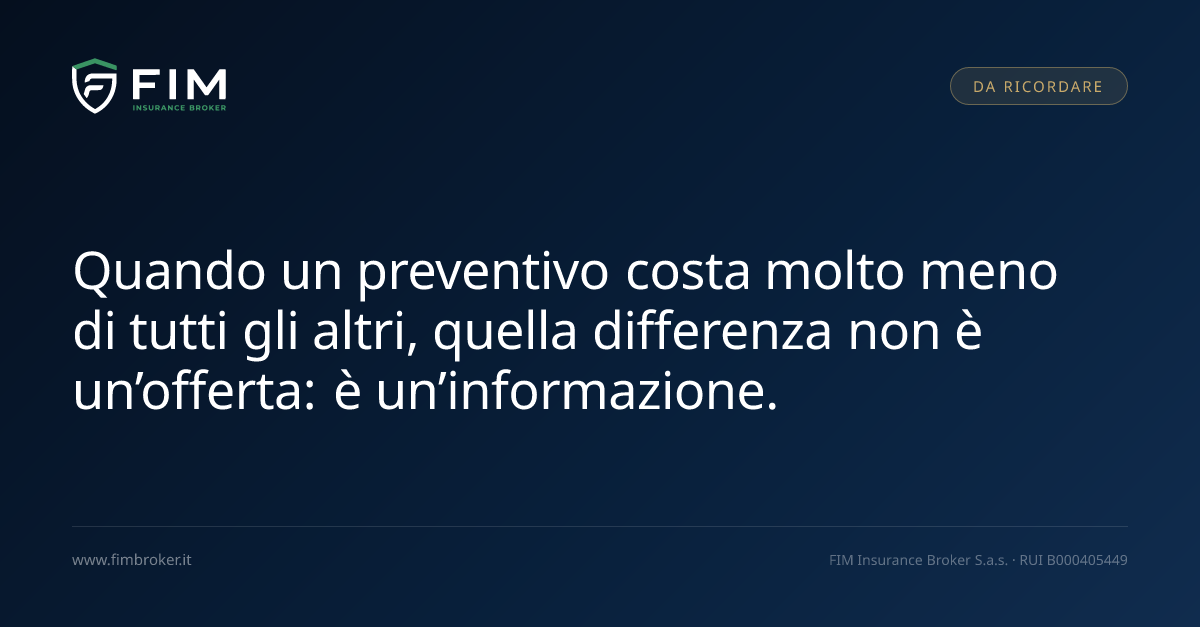 FIM
INSURANCE BROKER
DA RICORDARE
Quando un preventivo costa molto meno
di tutti gli altri, quella differenza non è
un’offerta: è un’informazione.
www.fimbroker.it
FIM Insurance Broker S.a.s. · RUI B000405449